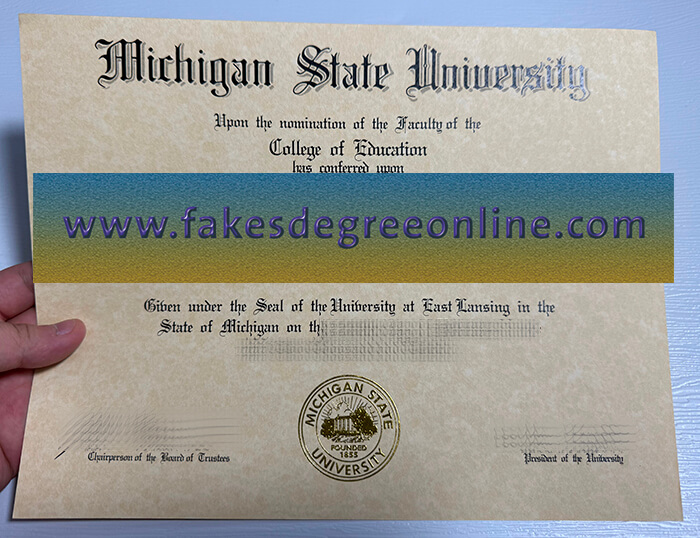 Michigan State University
Upon the nomination of the Faculty of the
College of Education
has conferred upon
www.fakesdegreeonline.com
Given under the Seal of the University at East Lansing in the
State of Michigan on th
MICHIGAN STATE
FOUNDED
1855
UNIVERSITY
Chairperson of the Board of Trustees
President of the University